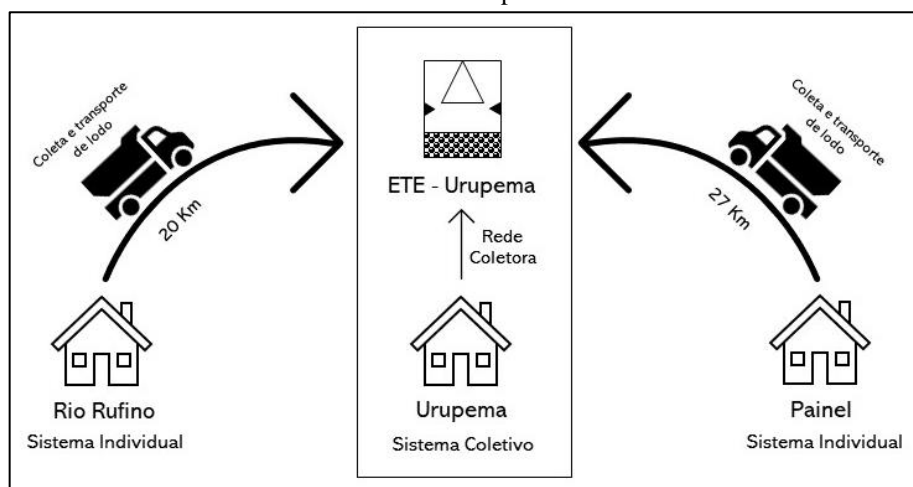 Coleta e transporte
de lodo
20 Km
Rio Rufino
Sistema Individual
ETE - Urupema
Rede
Coletora
Urupema
Sistema Coletivo
Coleta e transporte
de lodo
27 Km
Painel
Sistema Individual